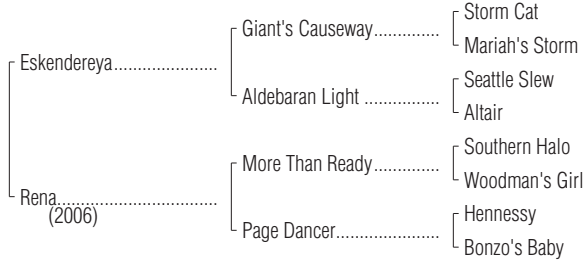 Storm Cat
Giant's Causeway..............
Mariah's Storm
Eskendereya......................
Seattle Slew
Aldebaran Light ................
Altair
Southern Halo
More Than Ready..............
Woodman's Girl
Rena.................................
(2006)
Hennessy
Page Dancer......................
Bonzo's Baby